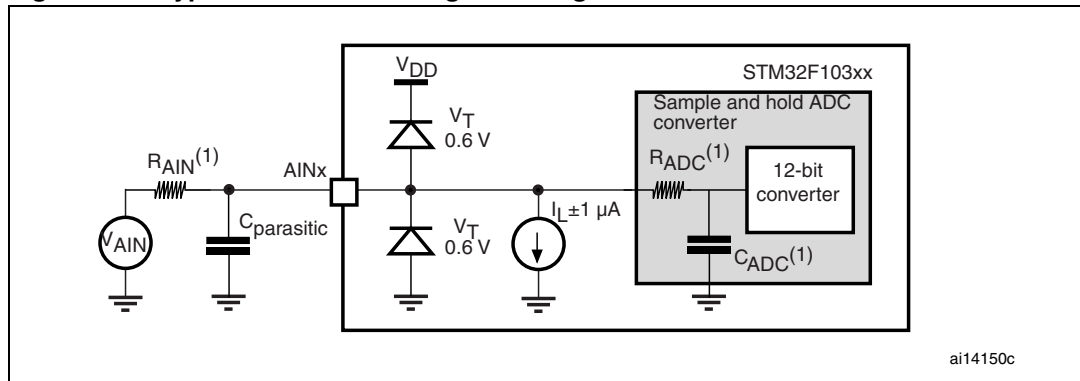 V_DD
STM32F103xx
Sample and hold ADC
converter
V_T
0.6 V
R_AIN(1)
AINx
R_ADC(1)
12-bit
converter
V_AIN
C_parasitic
V_T
0.6 V
I_L±1 µA
C_ADC(1)
ai14150c